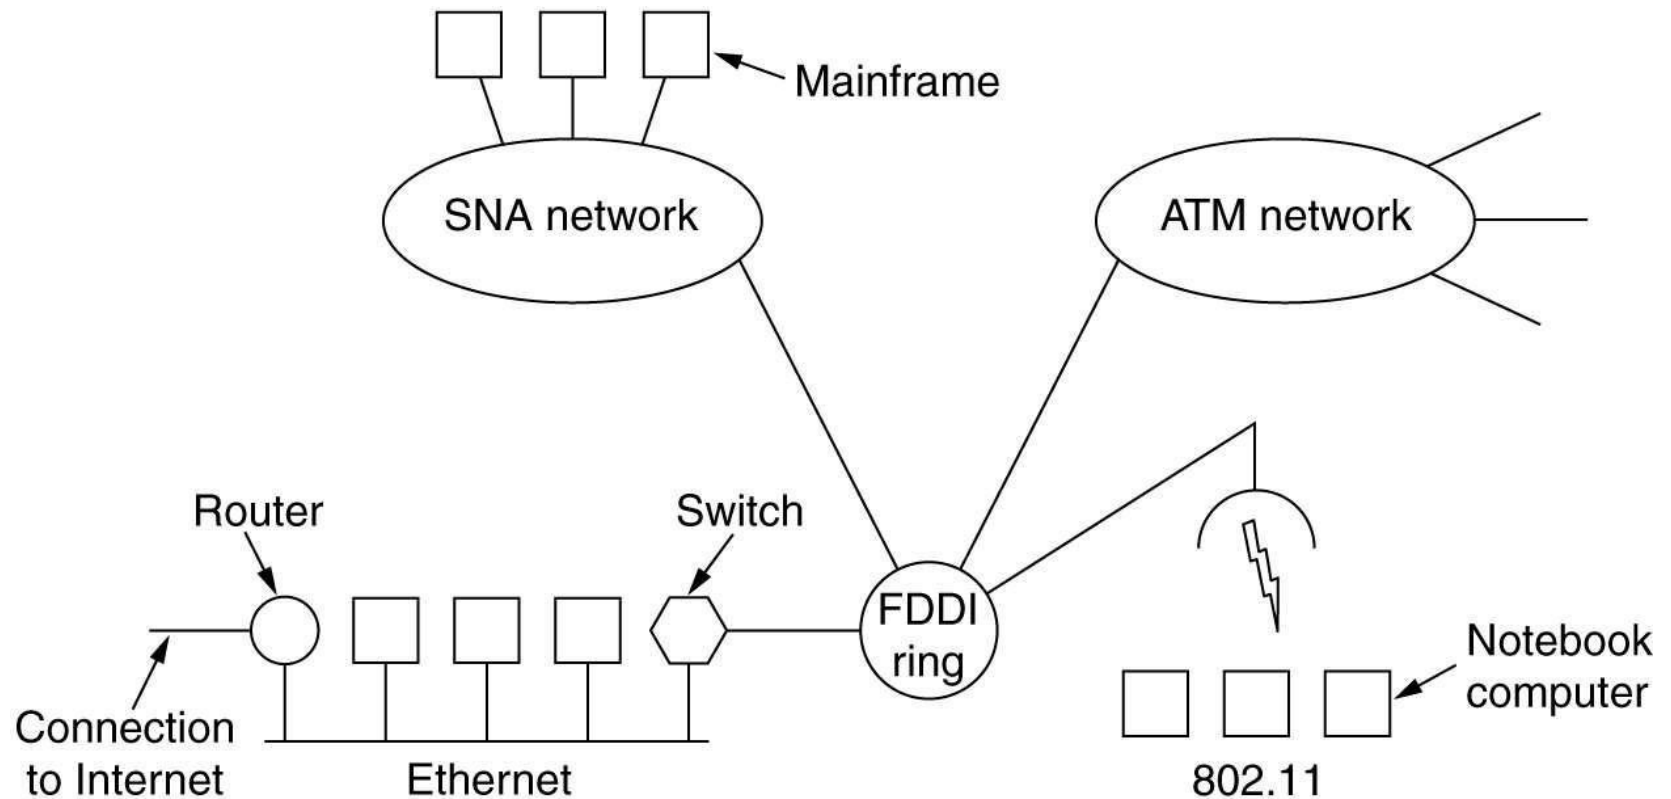 Mainframe
SNA network
ATM network
Router
Switch
FDDI
ring
Notebook
computer
Connection
to Internet
Ethernet
802.11